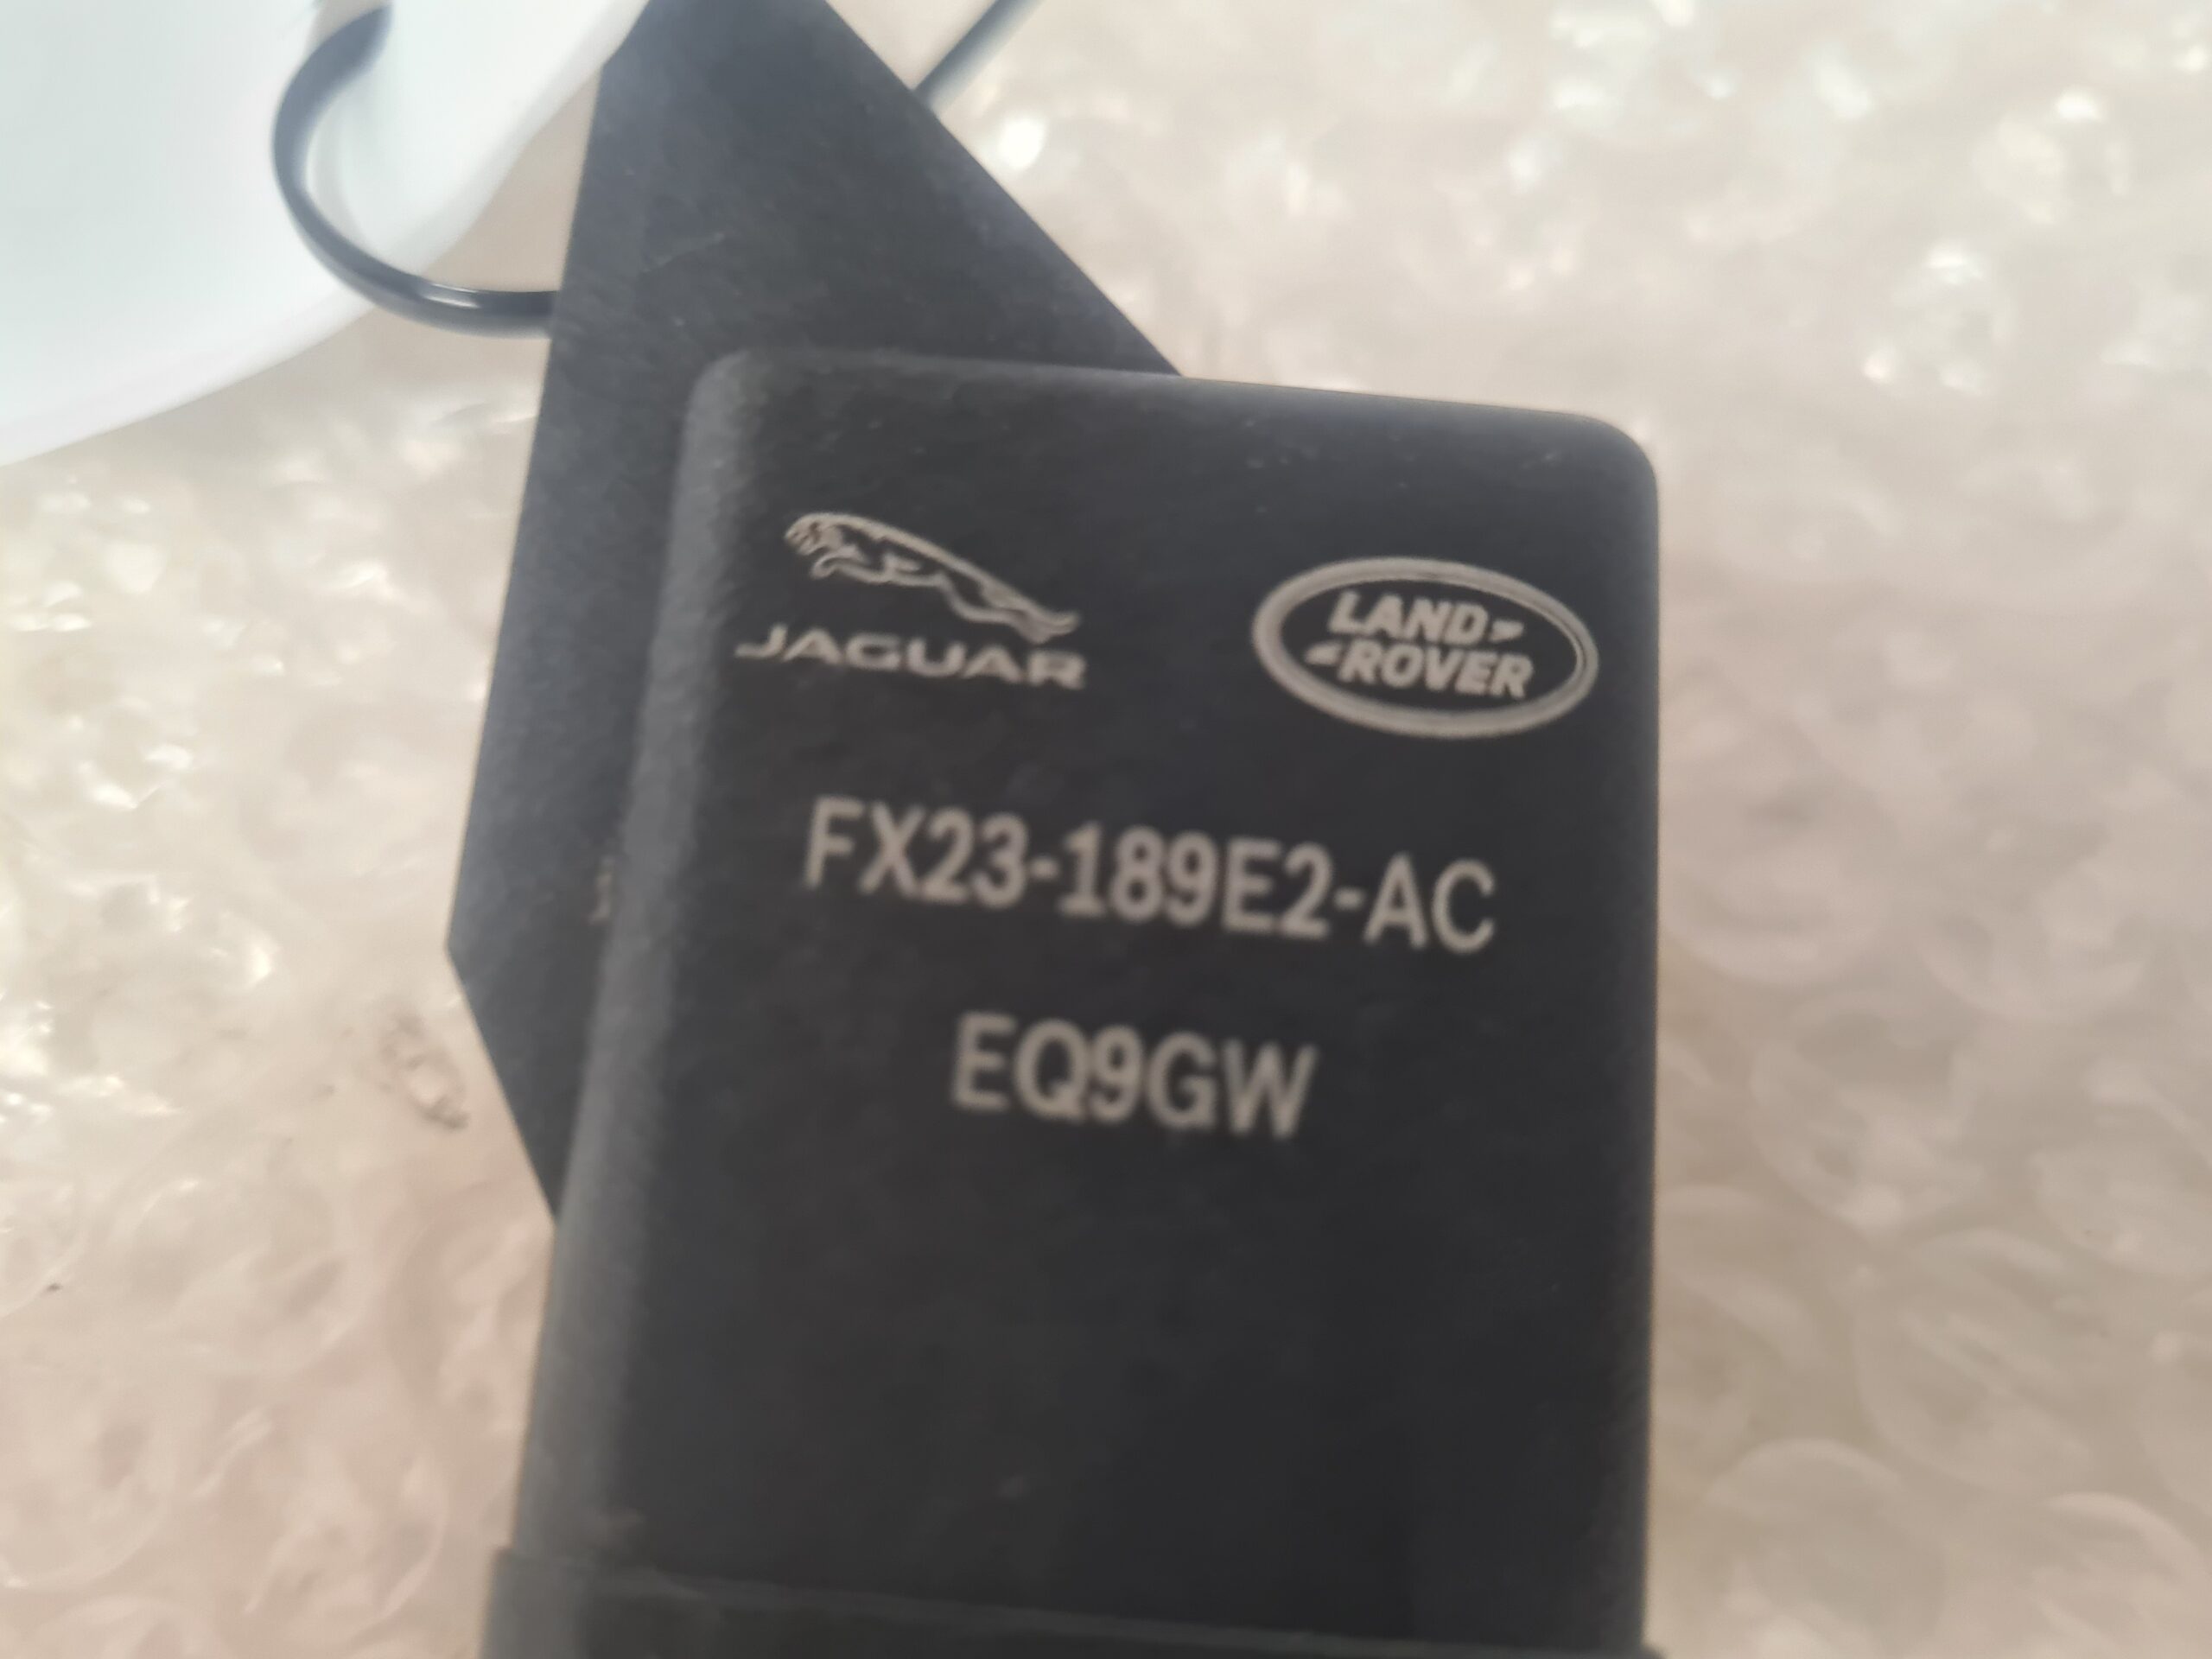 JAGUAR
LAND
ROVER
FX23-189E2-AC
EQ9GW